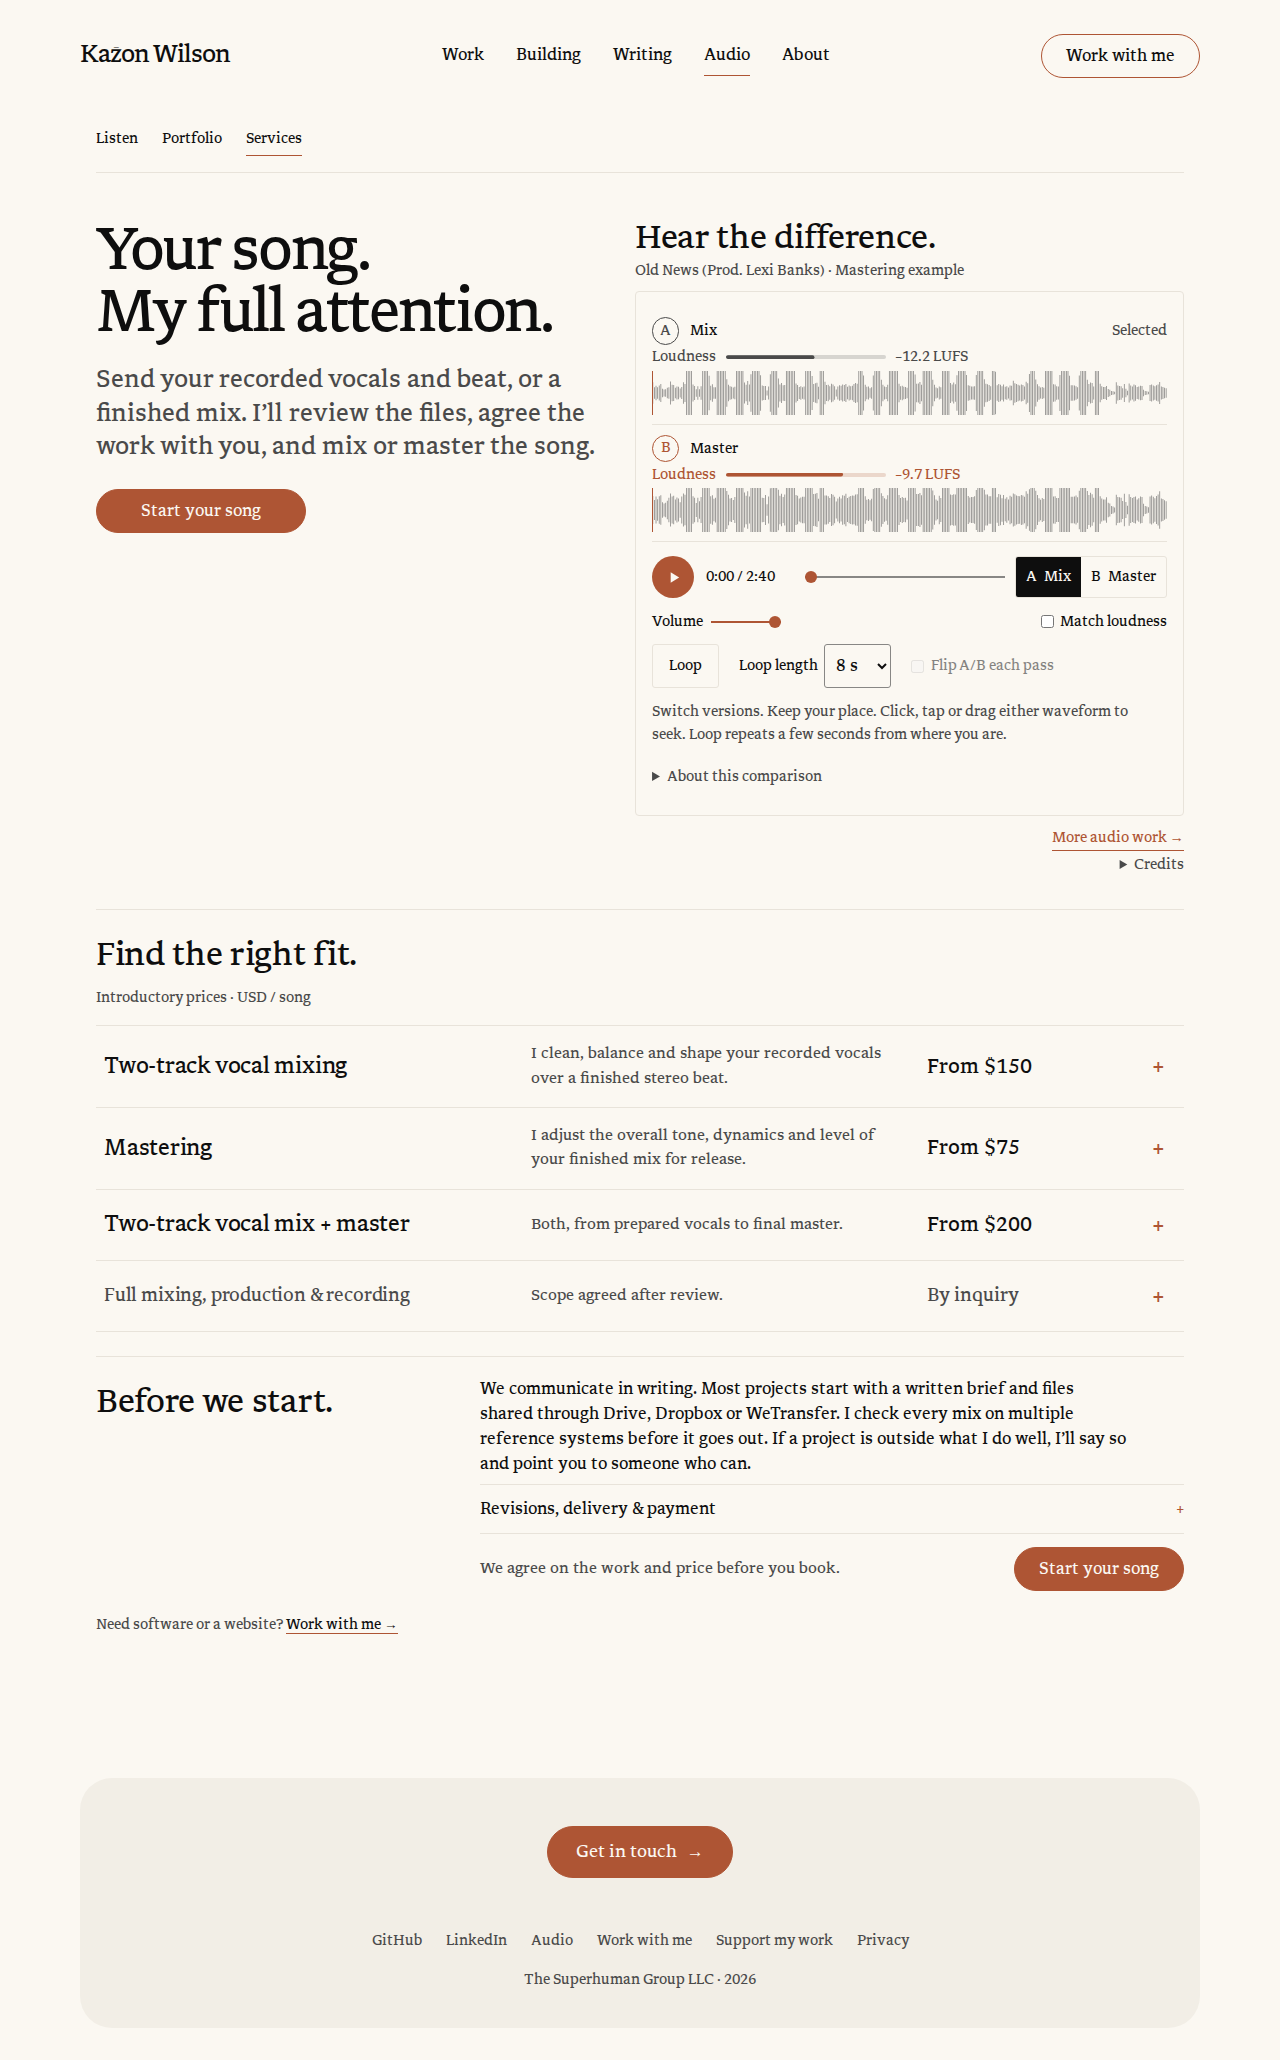 Każon Wilson
Work Building Writing Audio About
Work with me
Listen Portfolio Services
Your song.
My full attention.
Send your recorded vocals and beat, or a
finished mix. I’ll review the files, agree the
work with you, and mix or master the song.
Start your song
Hear the difference.
Old News (Prod. Lexi Banks) · Mastering example
A Mix Selected
Loudness −12.2 LUFS
B Master
Loudness −9.7 LUFS
0:00 / 2:40 A Mix B Master
Volume Match loudness
Loop Loop length 8 s Flip A/B each pass
Switch versions. Keep your place. Click, tap or drag either waveform to
seek. Loop repeats a few seconds from where you are.
▶ About this comparison
More audio work →
▶ Credits
Find the right fit.
Introductory prices · USD / song
Two-track vocal mixing
I clean, balance and shape your recorded vocals
over a finished stereo beat.
From $150 +
Mastering
I adjust the overall tone, dynamics and level of
your finished mix for release.
From $75 +
Two-track vocal mix + master
Both, from prepared vocals to final master.
From $200 +
Full mixing, production & recording
Scope agreed after review.
By inquiry +
Before we start.
We communicate in writing. Most projects start with a written brief and files
shared through Drive, Dropbox or WeTransfer. I check every mix on multiple
reference systems before it goes out. If a project is outside what I do well, I’ll say so
and point you to someone who can.
Revisions, delivery & payment +
We agree on the work and price before you book.
Start your song
Need software or a website? Work with me →
Get in touch →
GitHub LinkedIn Audio Work with me Support my work Privacy
The Superhuman Group LLC · 2026